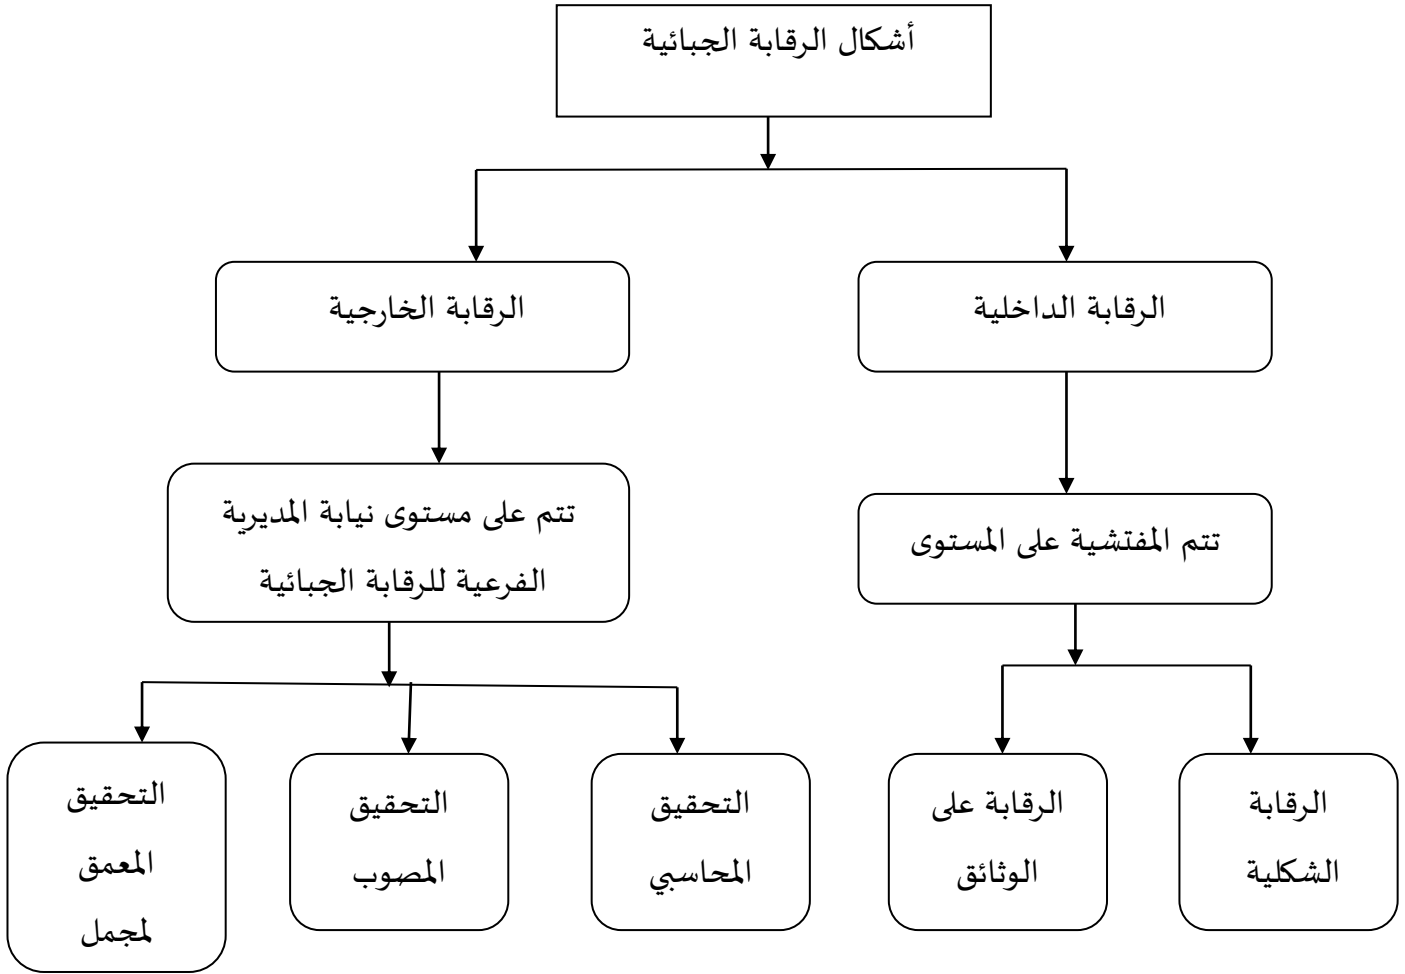 أشكال الرقابة الجبائية
الرقابة الداخلية
الرقابة الخارجية
تتم المفتشية على المستوى
تتم على مستوى نيابة المديرية
الفرعية للرقابة الجبائية
الرقابة
الشكلية
الرقابة على
الوثائق
التحقيق
المحاسبي
التحقيق
المصوب
التحقيق
المعمق
لمجمل